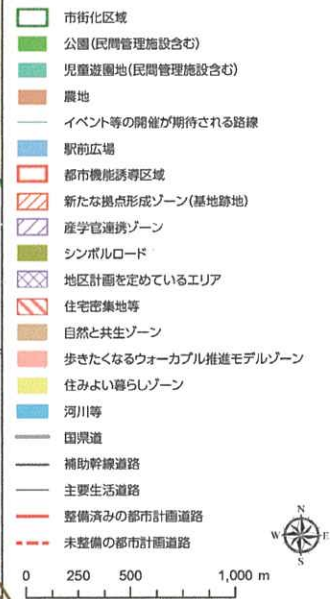 市街化区域
公園(民間管理施設含む)
児童遊園地(民間管理施設含む)
農地
イベント等の開催が期待される路線
駅前広場
都市機能誘導区域
新たな拠点形成ゾーン(基地跡地)
産学官連携ゾーン
シンボルロード
地区計画を定めているエリア
住宅密集地等
自然と共生ゾーン
歩きたくなるウォーカブル推進モデルゾーン
住みよい暮らしゾーン
河川等
国県道
補助幹線道路
主要生活道路
整備済みの都市計画道路
未整備の都市計画道路
N
W E
S
0 250 500 1,000 m